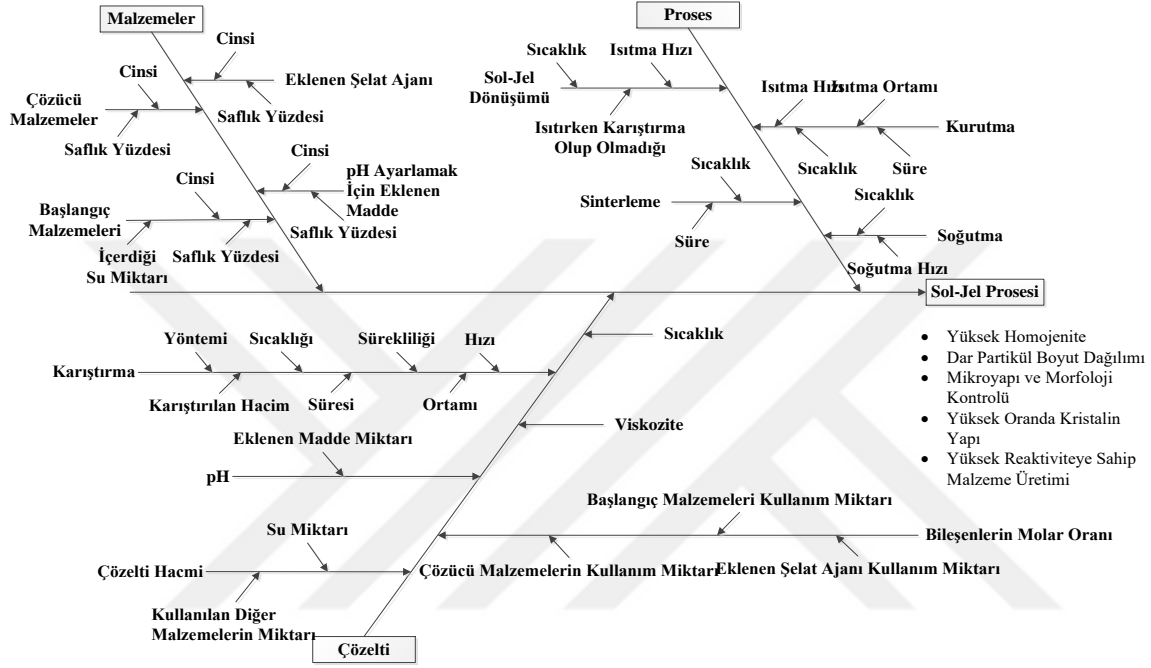 Malzemeler
Proses
Cinsi
Eklenen Şelat Ajanı
Saflık Yüzdesi
Cinsi
Çözücü
Malzemeler
Saflık Yüzdesi
Cinsi
pH Ayarlamak
İçin Eklenen
Madde
Saflık Yüzdesi
Cinsi
Başlangıç
Malzemeleri
İçerdiği
Su Miktarı
Saflık Yüzdesi
Sıcaklık
Isıtma Hızı
Sol-Jel
Dönüşümü
Isıtırken Karıştırma
Olup Olmadığı
Isıtma Hızı
Isıtma Ortamı
Kurutma
Sıcaklık
Süre
Sıcaklık
Sinterleme
Süre
Sıcaklık
Soğutma
Soğutma Hızı
Sol-Jel Prosesi
Sıcaklık
Yöntemi
Sıcaklığı
Sürekliliği
Hızı
Karıştırma
Karıştırılan Hacim
Süresi
Ortamı
Viskozite
Eklenen Madde Miktarı
pH
Başlangıç Malzemeleri Kullanım Miktarı
Bileşenlerin Molar Oranı
Çözücü Malzemelerin Kullanım Miktarı
Eklenen Şelat Ajanı Kullanım Miktarı
Su Miktarı
Çözelti Hacmi
Kullanılan Diğer
Malzemelerin Miktarı
Çözelti
• Yüksek Homojenite
• Dar Partikül Boyut Dağılımı
• Mikroyapı ve Morfoloji
Kontrolü
• Yüksek Oranda Kristalin
Yapı
• Yüksek Reaktiviteye Sahip
Malzeme Üretimi